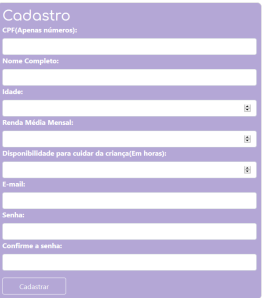 Cadastro
CPF(Apenas números):
Nome Completo:
Idade:
Renda Média Mensal:
Disponibilidade para cuidar da criança(Em horas):
E-mail:
Senha:
Confirme a senha:
Cadastrar